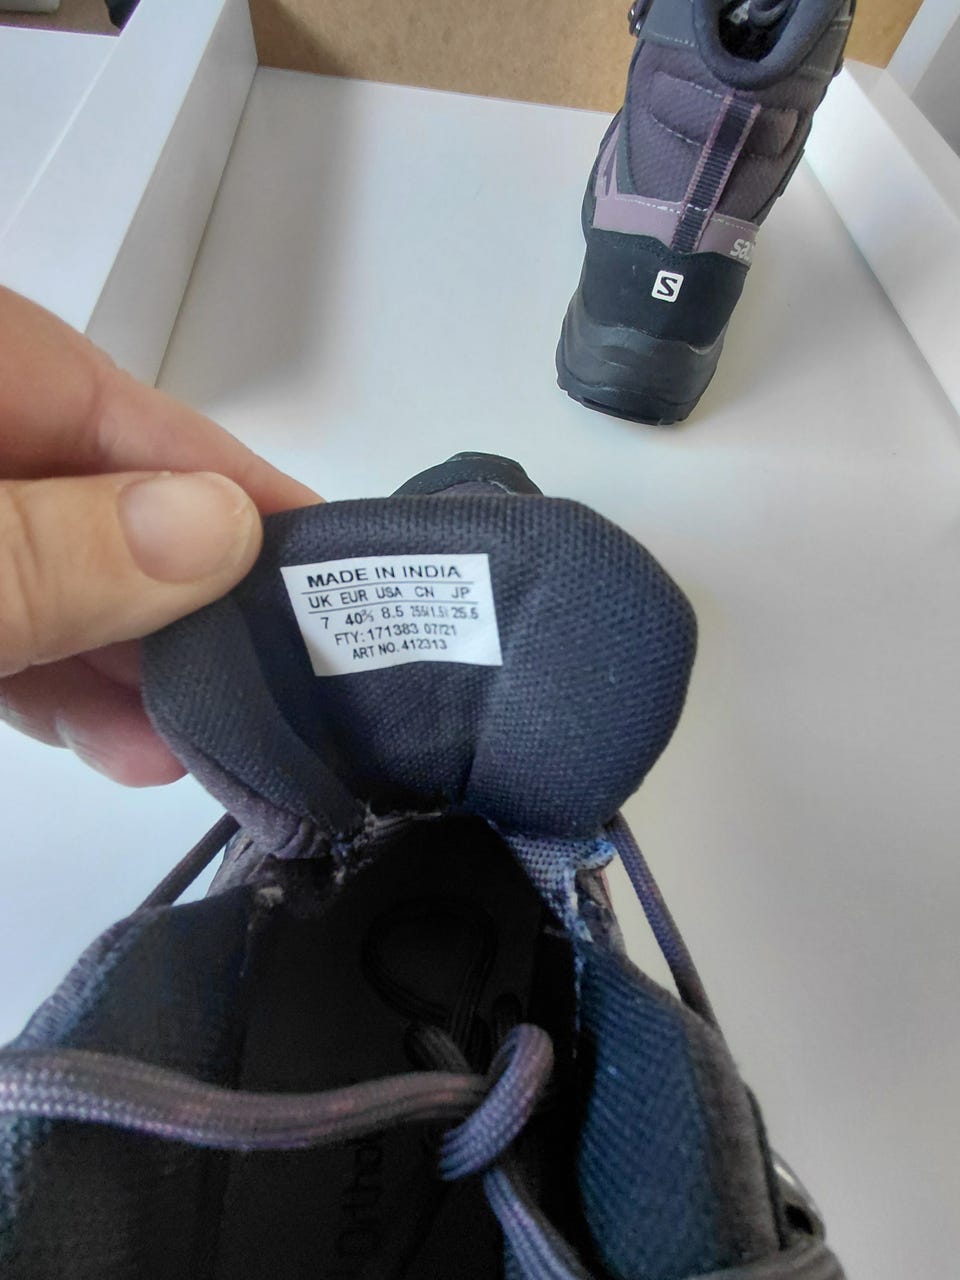 sa
S
MADE IN INDIA
UK EUR USA CN JP
7 40⅔ 8.5 255(1.5) 25.5
FTY: 171383 07/21
ART NO. 412313
Ortho